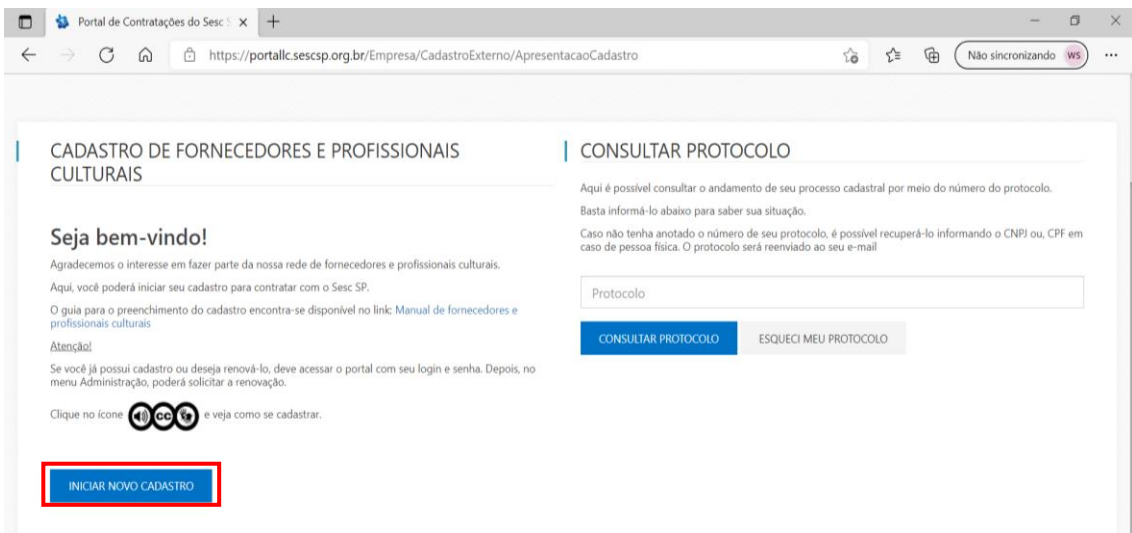 Portal de Contratações do Sesc S
https://portallc.sescsp.org.br/Empresa/CadastroExterno/ApresentacaoCadastro
Não sincronizando
WS
CADASTRO DE FORNECEDORES E PROFISSIONAIS
CULTURAIS
Seja bem-vindo!
Agradecemos o interesse em fazer parte da nossa rede de fornecedores e profissionais culturais.
Aqui, você poderá iniciar seu cadastro para contratar com o Sesc SP.
O guia para o preenchimento do cadastro encontra-se disponível no link: Manual de fornecedores e
profissionais culturais
Atenção!
Se você já possui cadastro ou deseja renová-lo, deve acessar o portal com seu login e senha. Depois, no
menu Administração, poderá solicitar a renovação.
Clique no ícone CC e veja como se cadastrar.
INICIAR NOVO CADASTRO
CONSULTAR PROTOCOLO
Aqui é possível consultar o andamento de seu processo cadastral por meio do número do protocolo.
Basta informá-lo abaixo para saber sua situação.
Caso não tenha anotado o número de seu protocolo, é possível recuperá-lo informando o CNPJ ou, CPF em
caso de pessoa física. O protocolo será reenviado ao seu e-mail
Protocolo
CONSULTAR PROTOCOLO
ESQUECI MEU PROTOCOLO